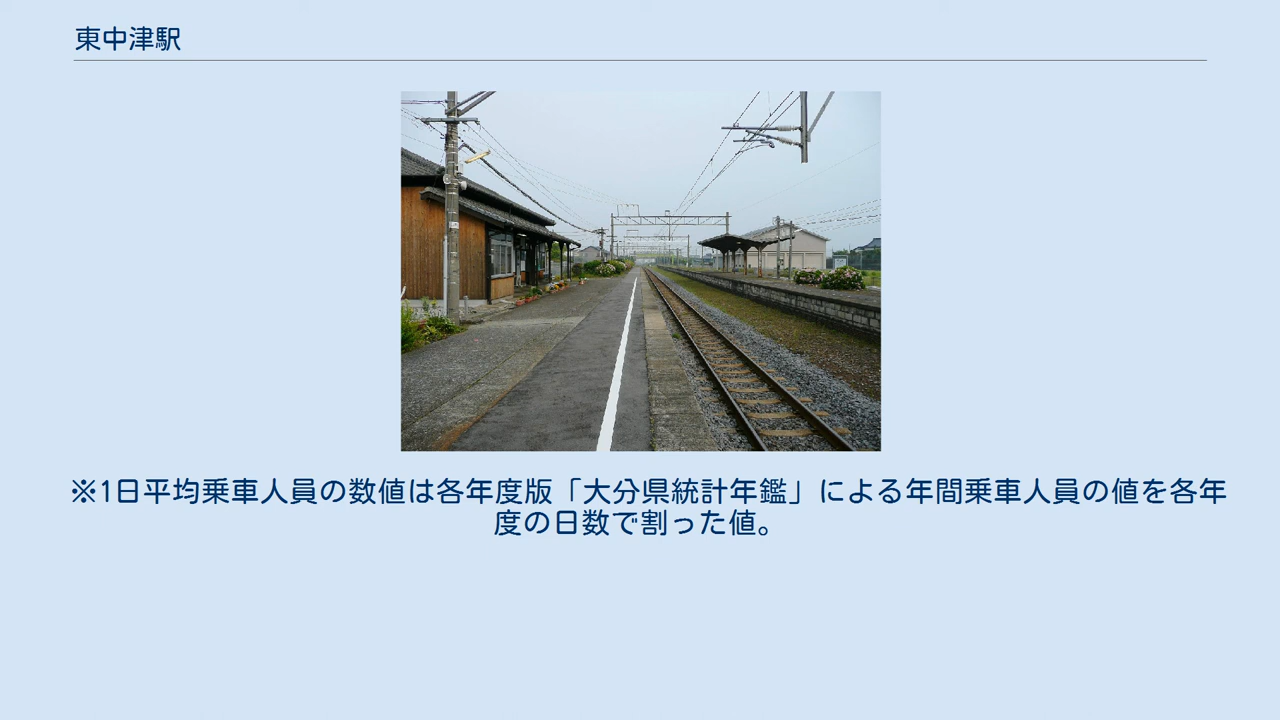 東中津駅
※1日平均乗車人員の数値は各年度版「大分県統計年鑑」による年間乗車人員の値を各年
度の日数で割った値。